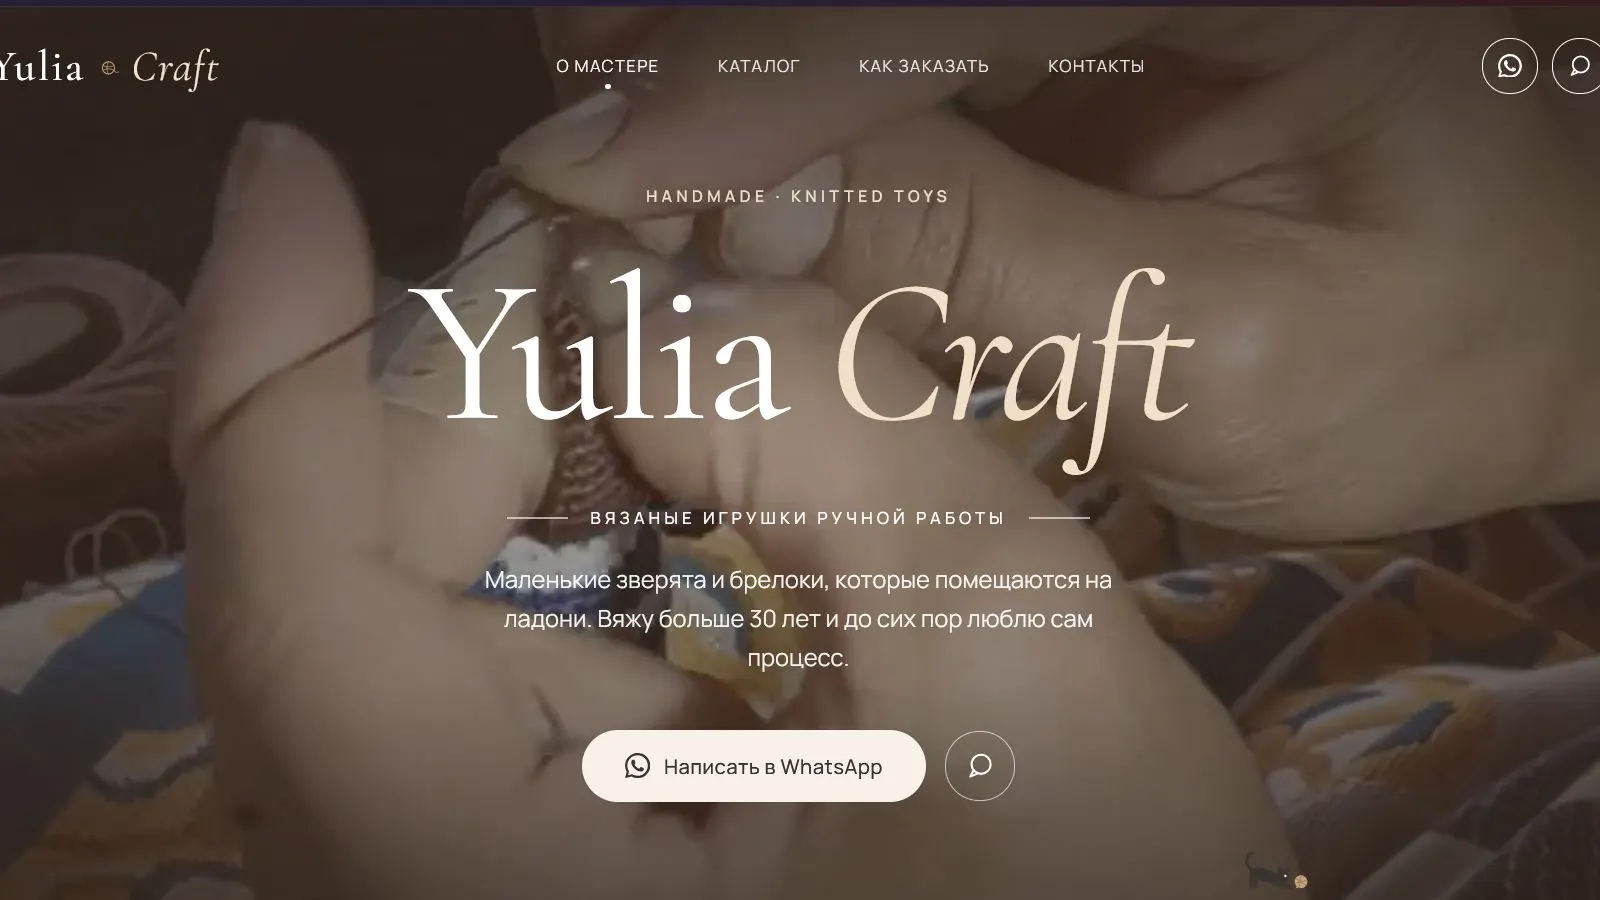 Yulia Craft
О МАСТЕРЕ
КАТАЛОГ
КАК ЗАКАЗАТЬ
КОНТАКТЫ
HANDMADE · KNITTED TOYS
Yulia Craft
ВЯЗАНЫЕ ИГРУШКИ РУЧНОЙ РАБОТЫ
Маленькие зверята и брелоки, которые помещаются на
ладони. Вяжу больше 30 лет и до сих пор люблю сам
процесс.
Написать в WhatsApp